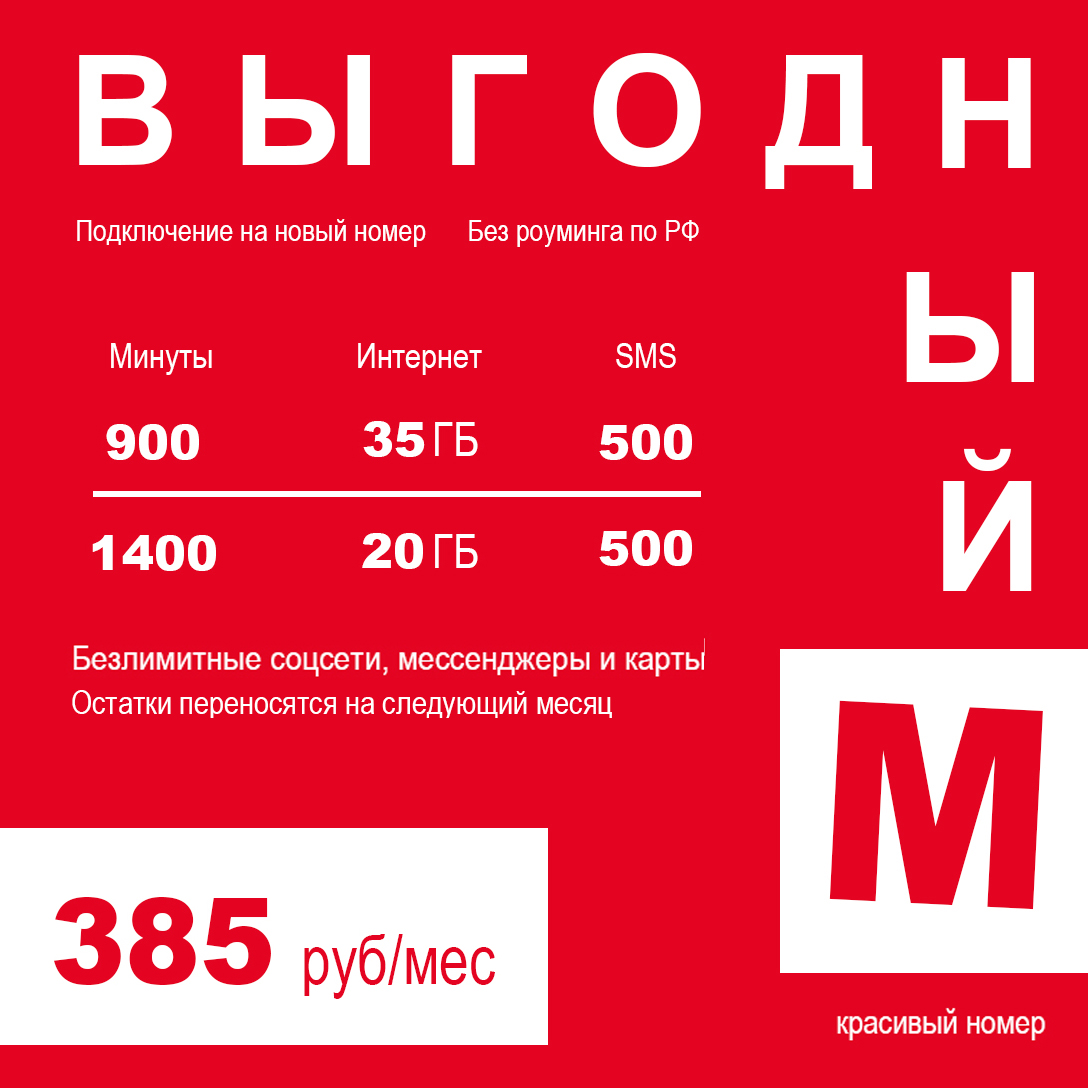 ВЫГОДН
Ы
Й
М
Подключение на новый номер Без роуминга по РФ
Минуты Интернет SMS
900 35 ГБ 500
1400 20 ГБ 500
Безлимитные соцсети, мессенджеры и карты
Остатки переносятся на следующий месяц
385 руб/мес
красивый номер